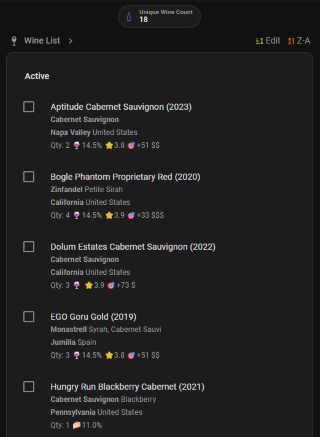 Unique Wine Count
18
Wine List
Edit
Z-A
Active
Aptitude Cabernet Sauvignon (2023)
Cabernet Sauvignon
Napa Valley United States
Qty: 2 🍷 14.5% ⭐ 3.8 🎯 +51 $$
Bogle Phantom Proprietary Red (2020)
Zinfandel Petite Sirah
California United States
Qty: 4 🍷 14.5% ⭐ 3.9 🎯 +33 $$$
Dolum Estates Cabernet Sauvignon (2022)
Cabernet Sauvignon
California United States
Qty: 3 🍷 ⭐ 3.9 🎯 +73 $
EGO Goru Gold (2019)
Monastrell Syrah, Cabernet Sauvi
Jumilla Spain
Qty: 3 🍷 14.5% ⭐ 3.8 🎯 +51 $$
Hungry Run Blackberry Cabernet (2021)
Cabernet Sauvignon Blackberry
Pennsylvania United States
Qty: 1 🍰 11.0%